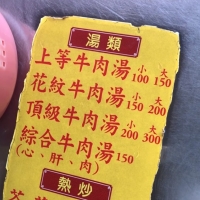 湯類
上等牛肉湯 小100 大150
花紋牛肉湯 小150 大200
頂級牛肉湯 小200 大300
綜合牛肉湯150
(心、肝、肉)
熱炒